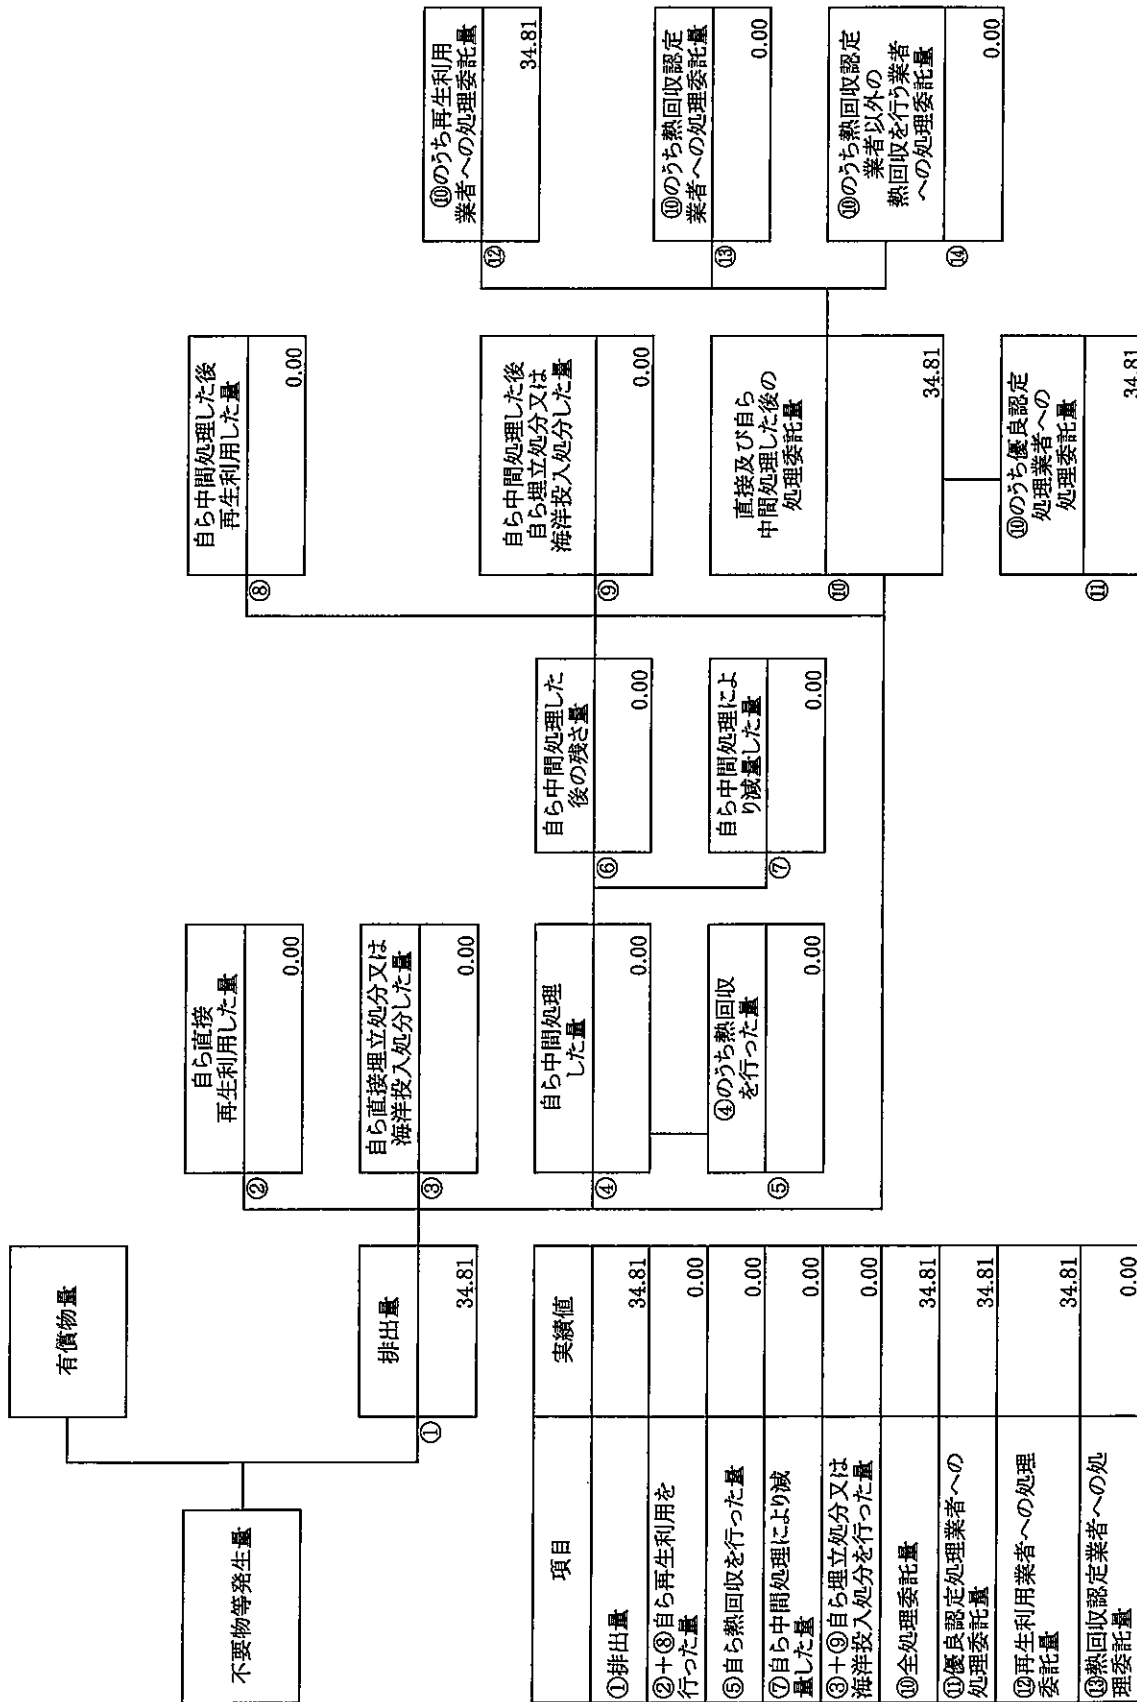 不要物等発生量
有償物量
排出量
①
34.81
自ら直接
再生利用した量
②
0.00
自ら直接埋立処分又は
海洋投入処分した量
③
0.00
自ら中間処理
した量
④
0.00
④のうち熱回収
を行った量
⑤
0.00
自ら中間処理した
後の残さ量
⑥
0.00
自ら中間処理によ
り減量した量
⑦
0.00
自ら中間処理した後
再生利用した量
⑧
0.00
自ら中間処理した後
自ら埋立処分又は
海洋投入処分した量
⑨
0.00
直接及び自ら
中間処理した後の
処理委託量
⑩
34.81
⑩のうち優良認定
処理業者への
処理委託量
⑪
34.81
⑩のうち再生利用
業者への処理委託量
⑫
34.81
⑩のうち熱回収認定
業者への処理委託量
⑬
0.00
⑩のうち熱回収認定
業者以外の
熱回収を行う業者
への処理委託量
⑭
0.00
項目 実績値
①排出量 34.81
②+⑧自ら再生利用を
行った量 0.00
⑤自ら熱回収を行った量 0.00
⑦自ら中間処理により減
量した量 0.00
③+⑨自ら埋立処分又は
海洋投入処分を行った量 0.00
⑩全処理委託量 34.81
⑪優良認定処理業者への
処理委託量 34.81
⑫再生利用業者への処理
委託量 34.81
⑬熱回収認定業者への処
理委託量 0.00